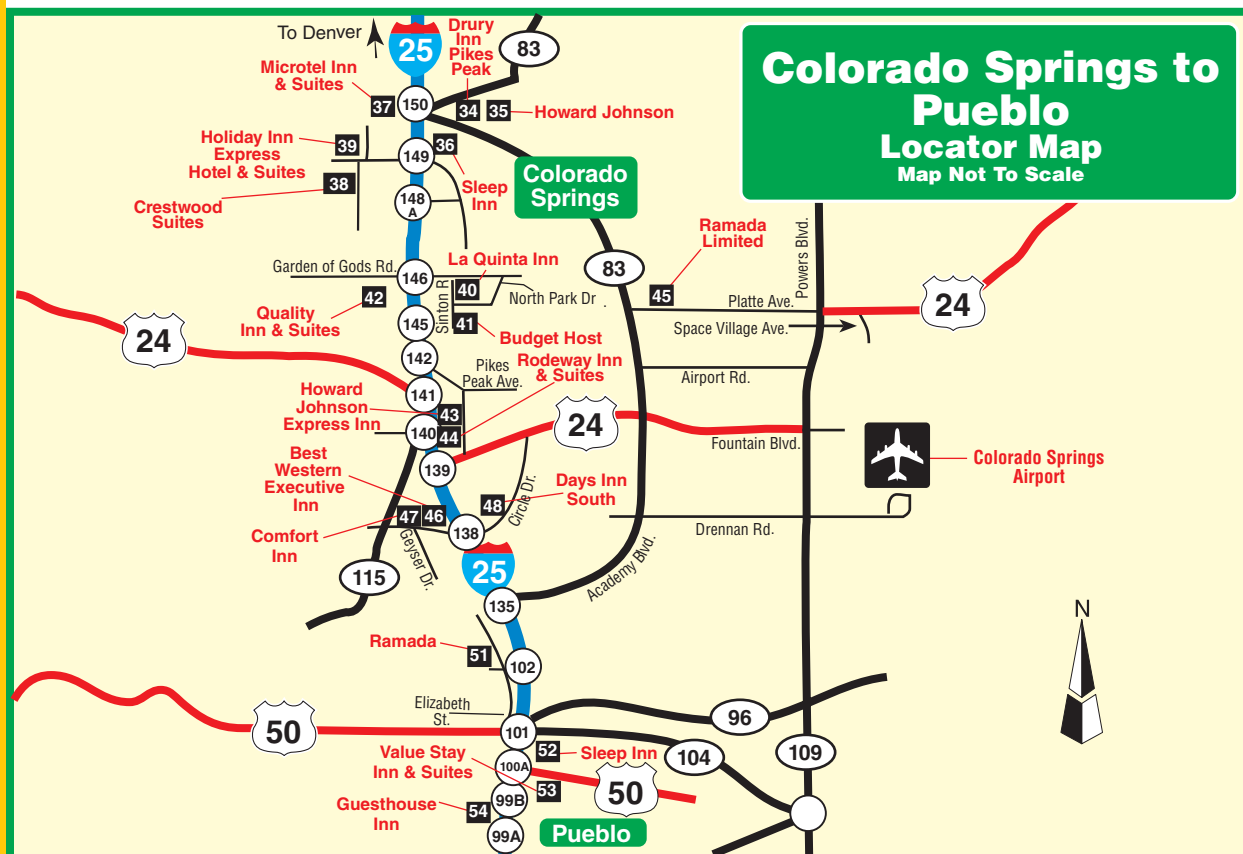 Colorado Springs to
Pueblo
Locator Map
Map Not To Scale
To Denver
25
Drury
Inn
Pikes
Peak
83
Microtel Inn
& Suites
37
150
34
35
Howard Johnson
Holiday Inn
Express
Hotel & Suites
39
149
36
Sleep
Inn
38
Crestwood
Suites
148
A
Colorado
Springs
83
Ramada
Limited
45
Powers Blvd.
Platte Ave.
Space Village Ave.
24
Garden of Gods Rd.
146
La Quinta Inn
40
North Park Dr
Sinton R
42
Quality
Inn & Suites
145
41
Budget Host
24
142
Pikes
Peak Ave.
Rodeway Inn
& Suites
Airport Rd.
141
Howard
Johnson
Express Inn
43
140
44
24
Fountain Blvd.
139
Best
Western
Executive
Inn
Colorado Springs
Airport
Days Inn
South
48
Circle Dr.
47
46
138
Comfort
Inn
Geyser Dr.
Drennan Rd.
115
25
Academy Blvd.
135
N
Ramada
51
102
Elizabeth
St.
50
101
96
52
Sleep Inn
104
109
Value Stay
Inn & Suites
100A
53
50
Guesthouse
Inn
54
99B
99A
Pueblo